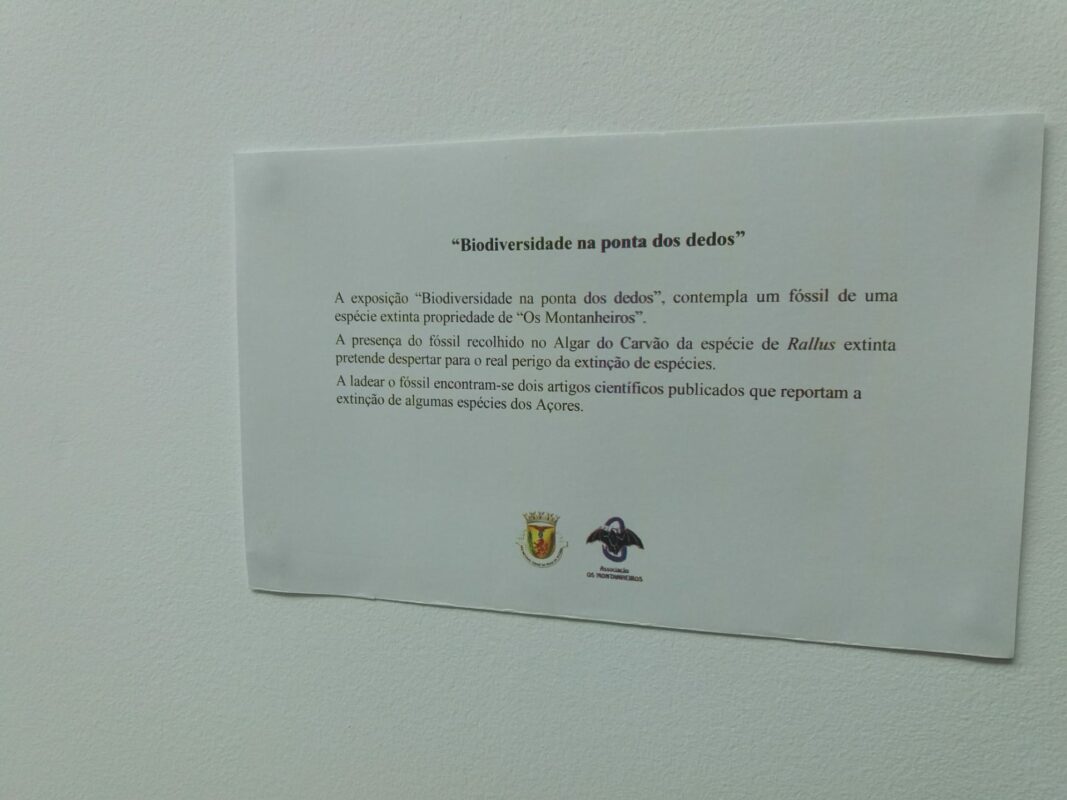 “Biodiversidade na ponta dos dedos”
A exposição “Biodiversidade na ponta dos dedos”, contempla um fóssil de uma
espécie extinta propriedade de “Os Montanheiros”.
A presença do fóssil recolhido no Algar do Carvão da espécie de Rallus extinta
pretende despertar para o real perigo da extinção de espécies.
A ladear o fóssil encontram-se dois artigos científicos publicados que reportam a
extinção de algumas espécies dos Açores.
Associação
OS MONTANHEIROS